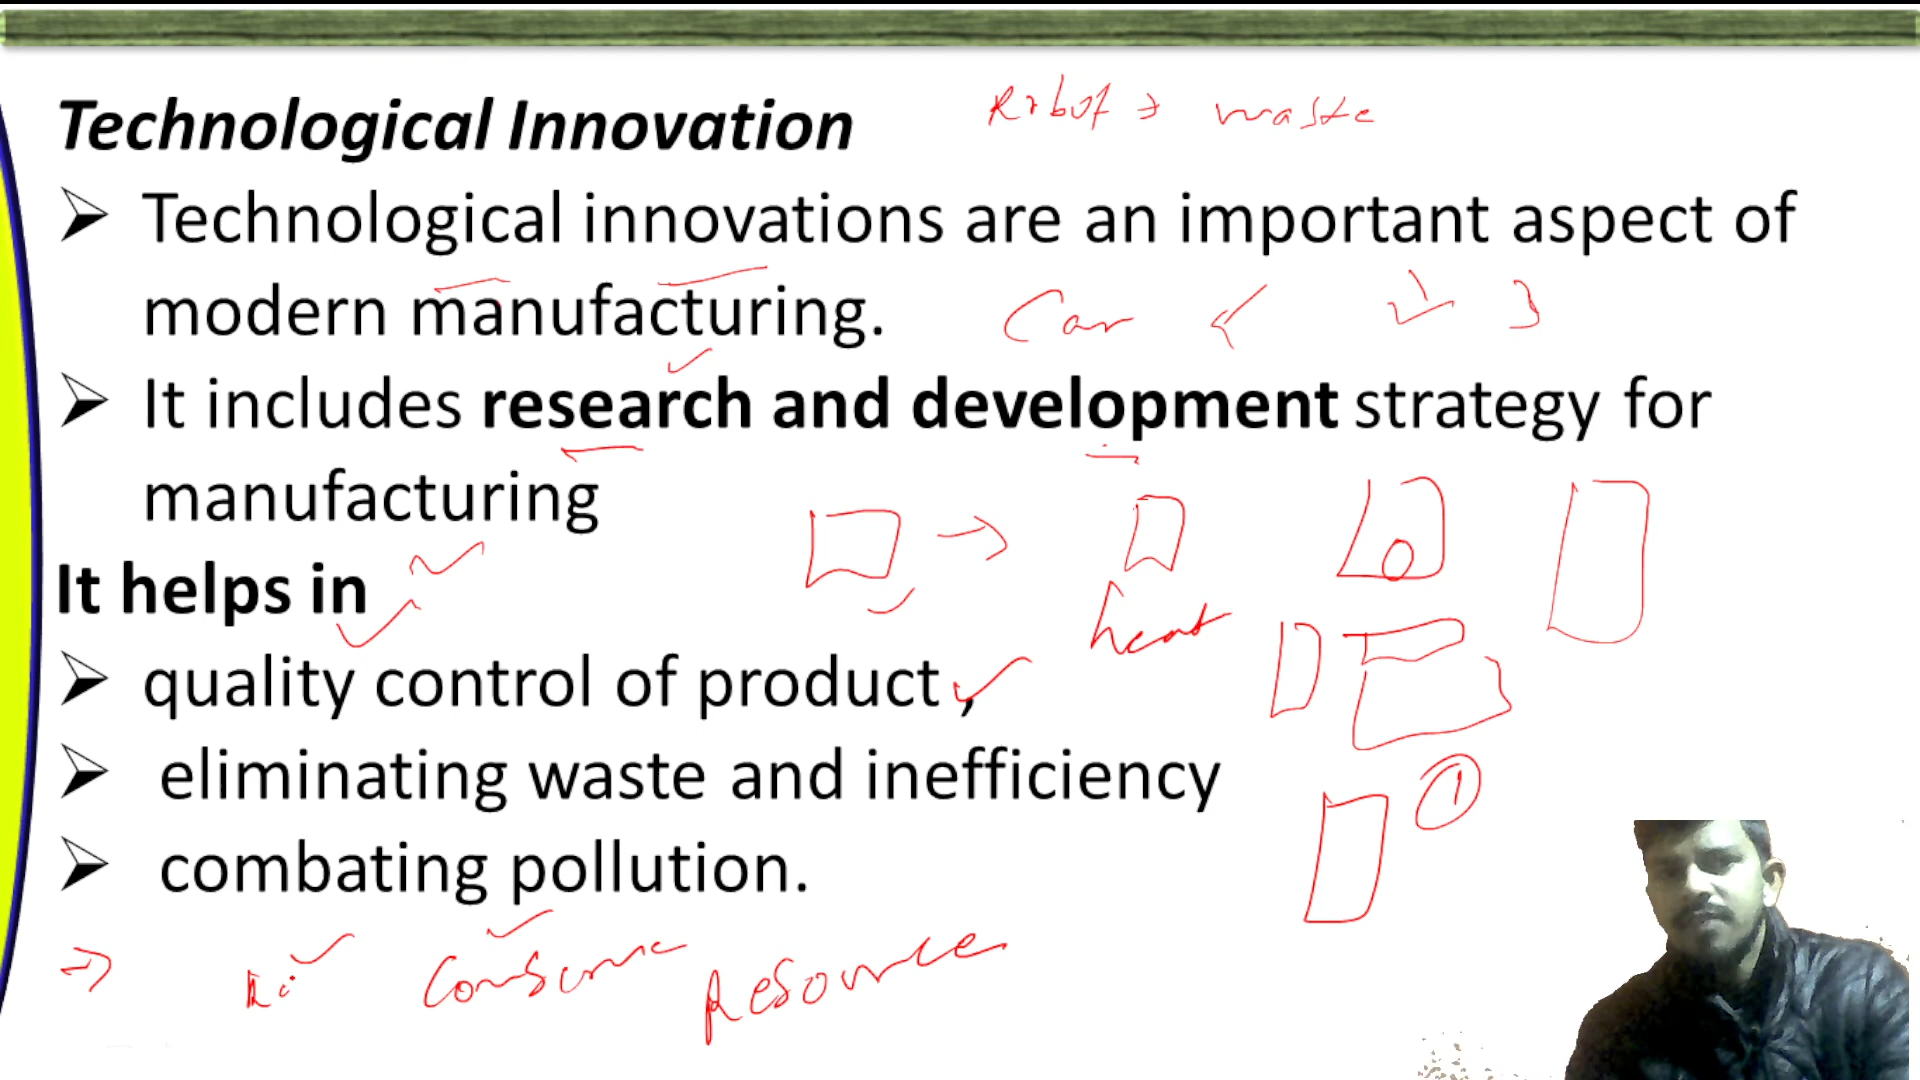 Technological Innovation
Robot → waste
➢ Technological innovations are an important aspect of
modern manufacturing.
Car
➢ It includes research and development strategy for
manufacturing
It helps in
heat
➢ quality control of product ,
➢ eliminating waste and inefficiency
1
➢ combating pollution.
→ Consume Resource